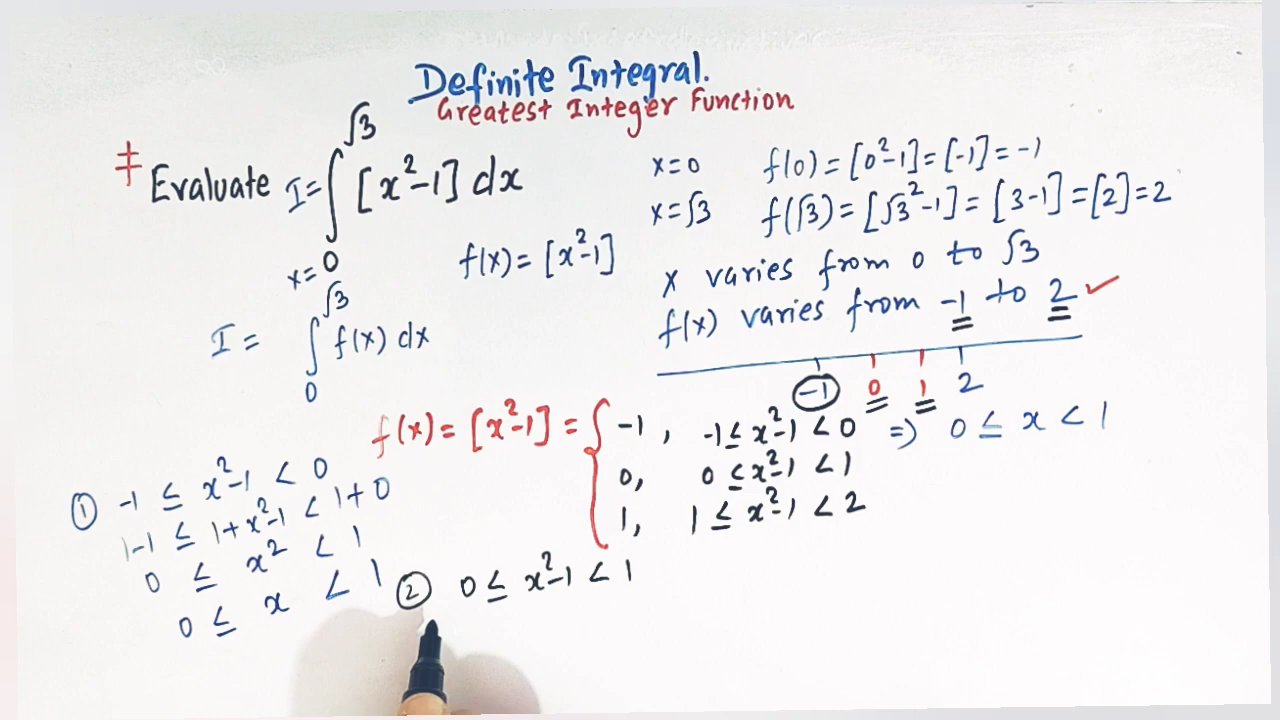 Definite Integral.
Greatest Integer Function
‡ Evaluate I = ∫₀^√3 [x²-1] dx
x=0
f(x) = [x²-1]
I = ∫₀^√3 f(x) dx
x=0 f(0) = [0²-1] = [-1] = -1
x=√3 f(√3) = [√3²-1] = [3-1] = [2] = 2
x varies from 0 to √3
f(x) varies from -1 to 2 ✓
-1 0 1 2
f(x) = [x²-1] = { -1, -1 ≤ x²-1 < 0 ⇒ 0 ≤ x < 1
0, 0 ≤ x²-1 < 1
1, 1 ≤ x²-1 < 2
① -1 ≤ x²-1 < 0
1-1 ≤ 1+x²-1 < 1+0
0 ≤ x² < 1
0 ≤ x < 1
② 0 ≤ x²-1 < 1